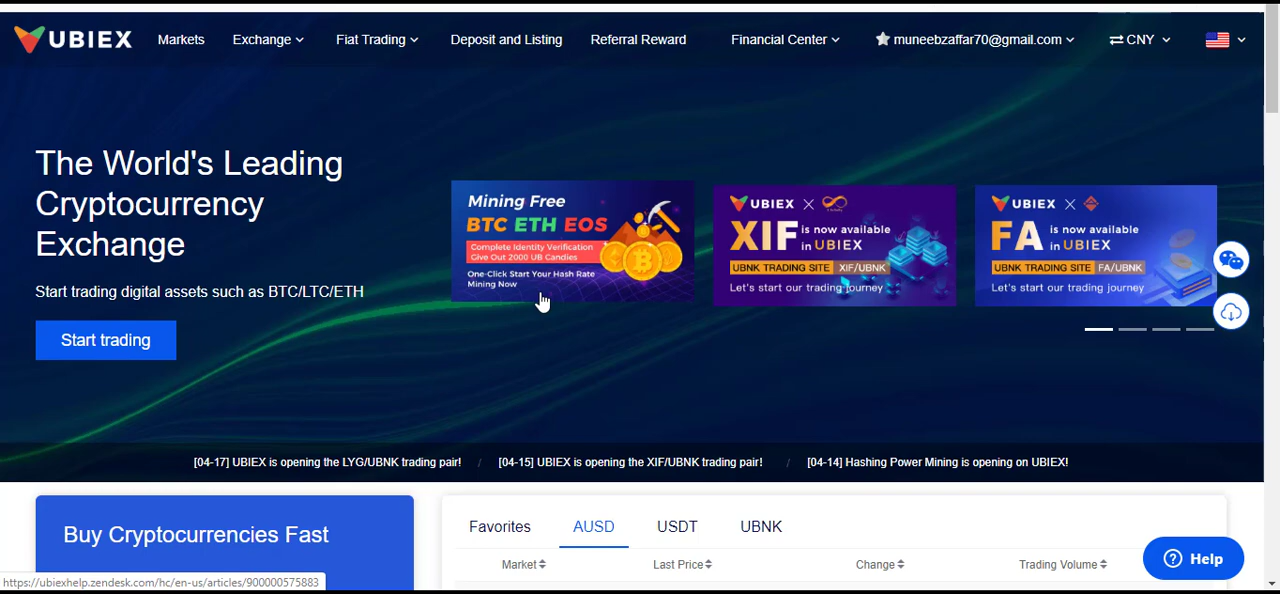 UBIEX
Markets
Exchange
Fiat Trading
Deposit and Listing
Referral Reward
Financial Center
muneebzaffar70@gmail.com
CNY
The World's Leading
Cryptocurrency
Exchange
Start trading digital assets such as BTC/LTC/ETH
Start trading
Mining Free
BTC ETH EOS
Complete Identity Verification
Give Out 2000 UB Candies
One-Click Start Your Hash Rate
Mining Now
UBIEX
XIF is now available
in UBIEX
UBNK TRADING SITE XIF/UBNK
Let's start our trading journey
UBIEX
FA is now available
in UBIEX
UBNK TRADING SITE FA/UBNK
Let's start our trading journey
[04-17] UBIEX is opening the LYG/UBNK trading pair!
/
[04-15] UBIEX is opening the XIF/UBNK trading pair!
/
[04-14] Hashing Power Mining is opening on UBIEX!
Buy Cryptocurrencies Fast
Favorites
AUSD
USDT
UBNK
Market
Last Price
Change
Trading Volume
Help
https://ubiexhelp.zendesk.com/hc/en-us/articles/900000575883